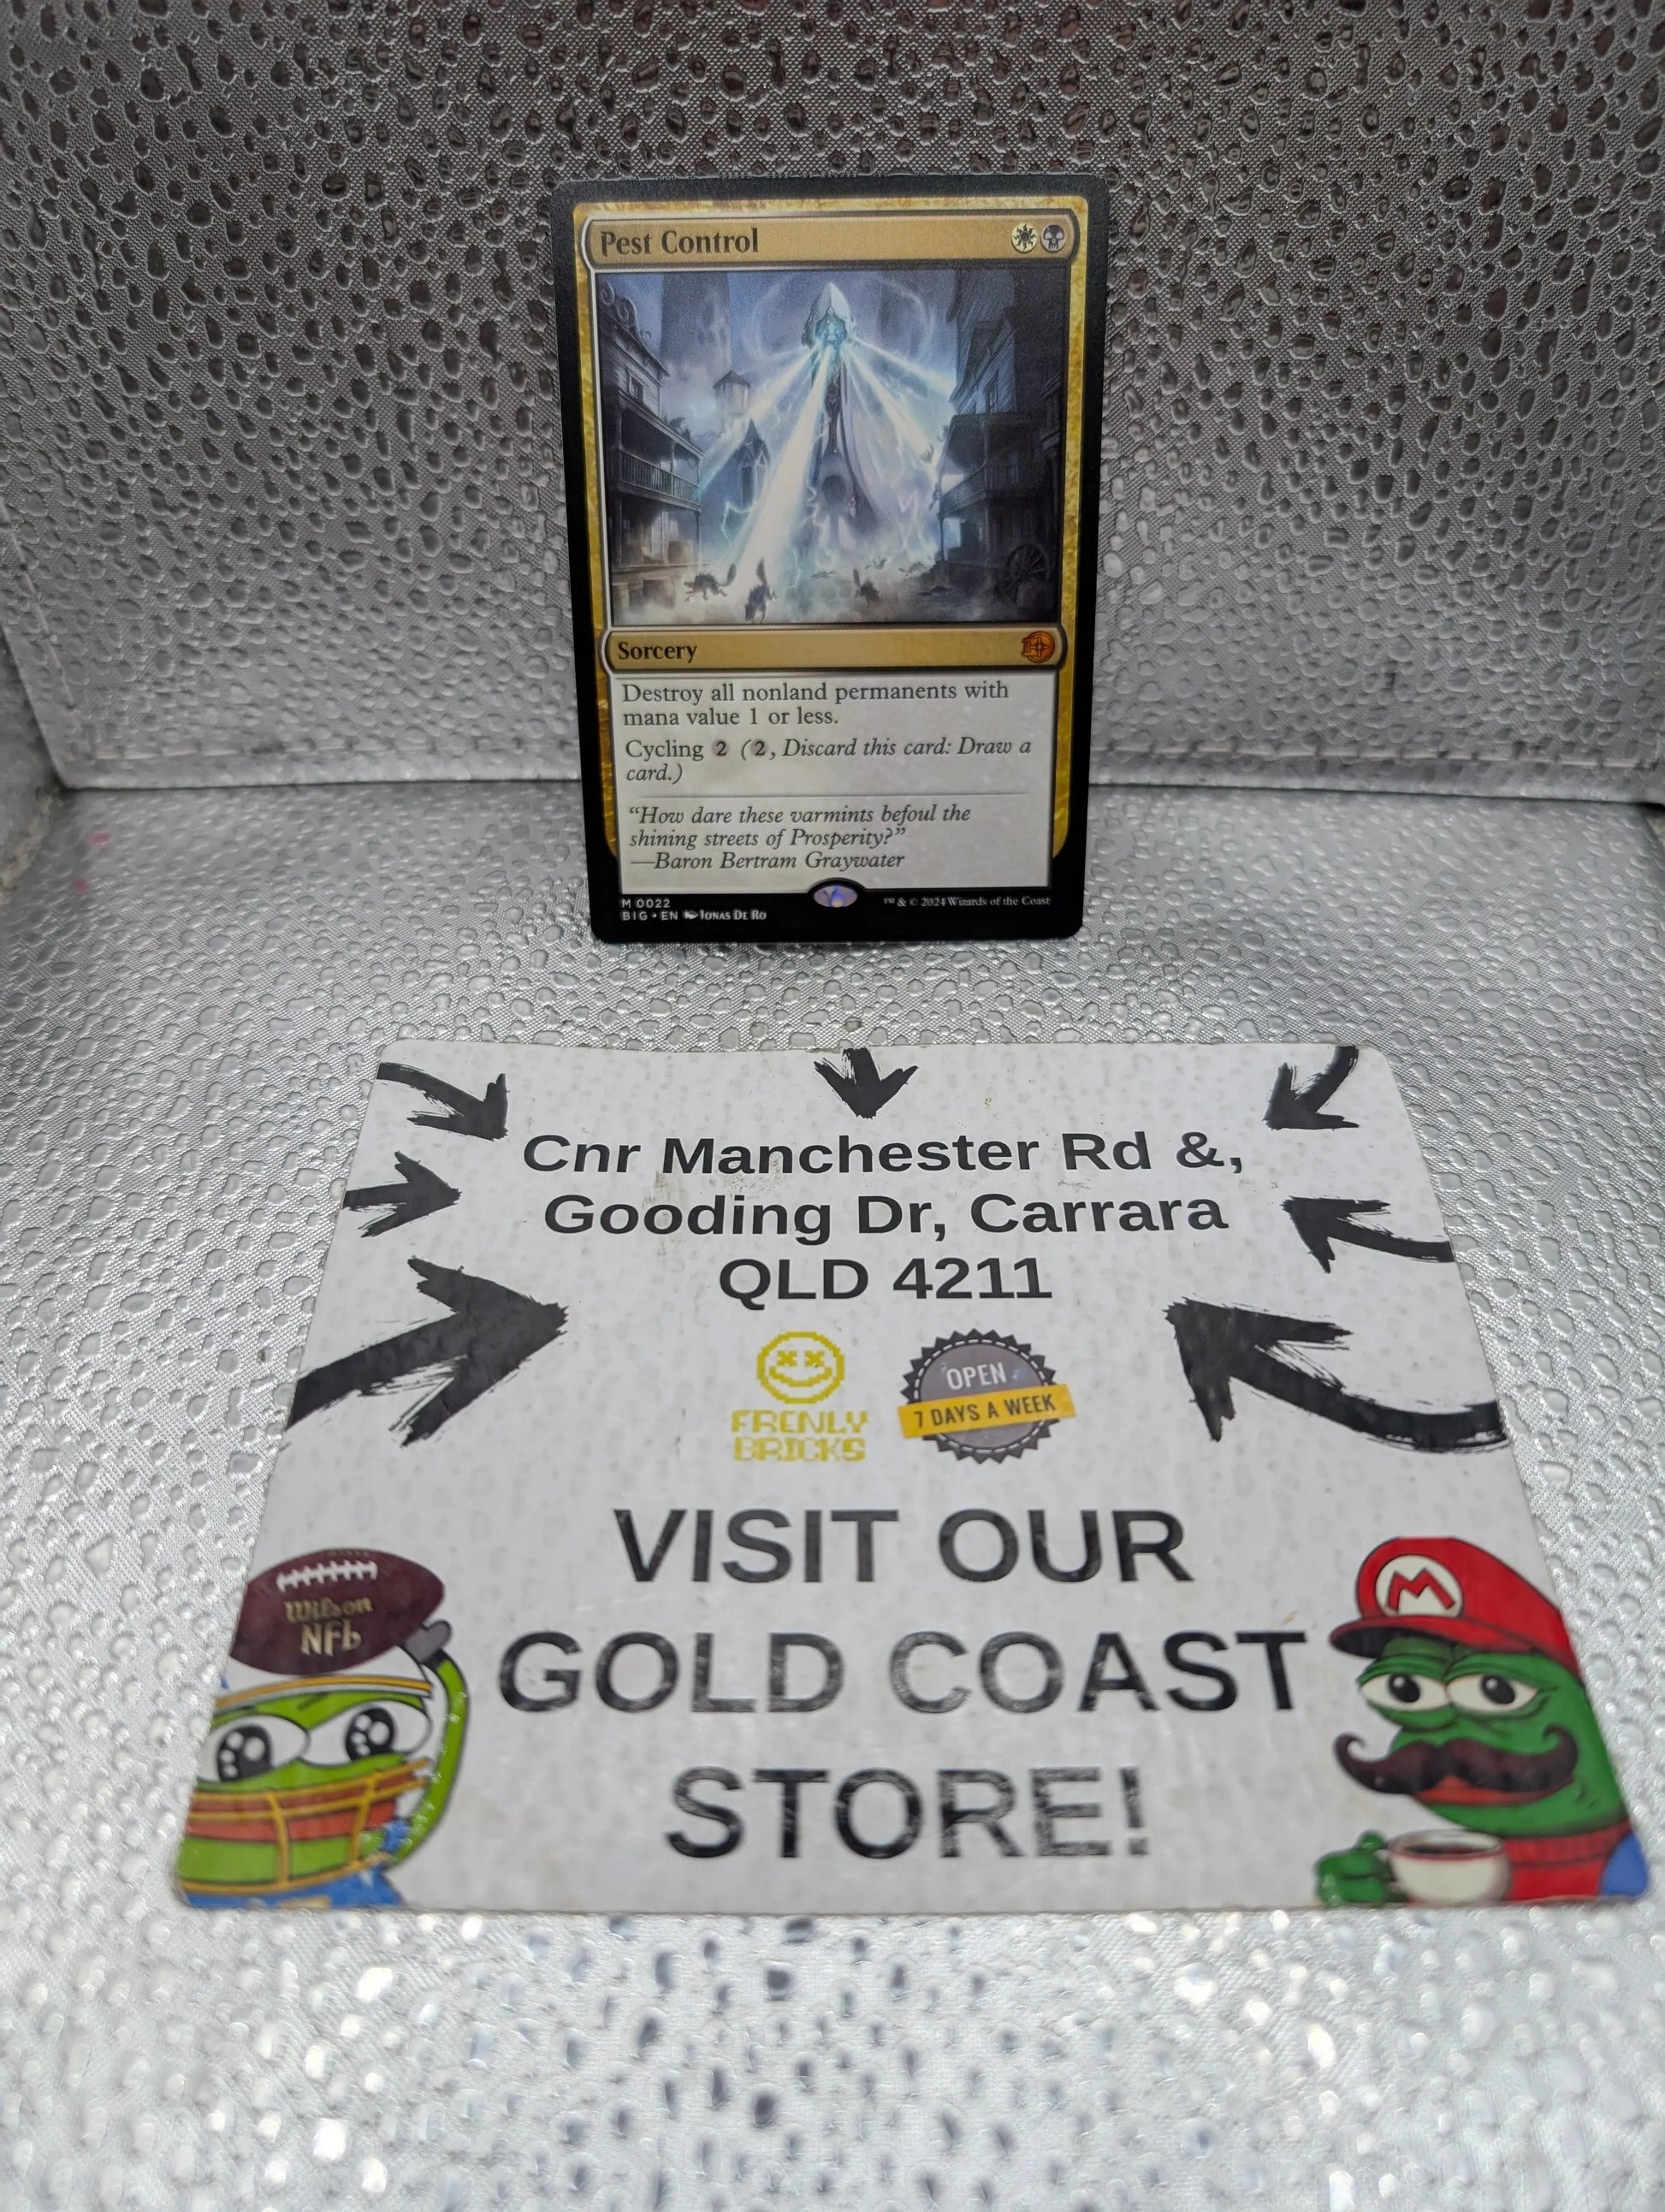 Pest Control
Sorcery
Destroy all nonland permanents with
mana value 1 or less.
Cycling 2 (2, Discard this card: Draw a
card.)
“How dare these varmints befoul the
shining streets of Prosperity?”
—Baron Bertram Graywater
M 0022
BIG • EN JONAS DE RO
™ & © 2024 Wizards of the Coast
Cnr Manchester Rd &,
Gooding Dr, Carrara
QLD 4211
FRENLY
BRICKS
OPEN
7 DAYS A WEEK
VISIT OUR
GOLD COAST
STORE!
Wilson
NFL
M